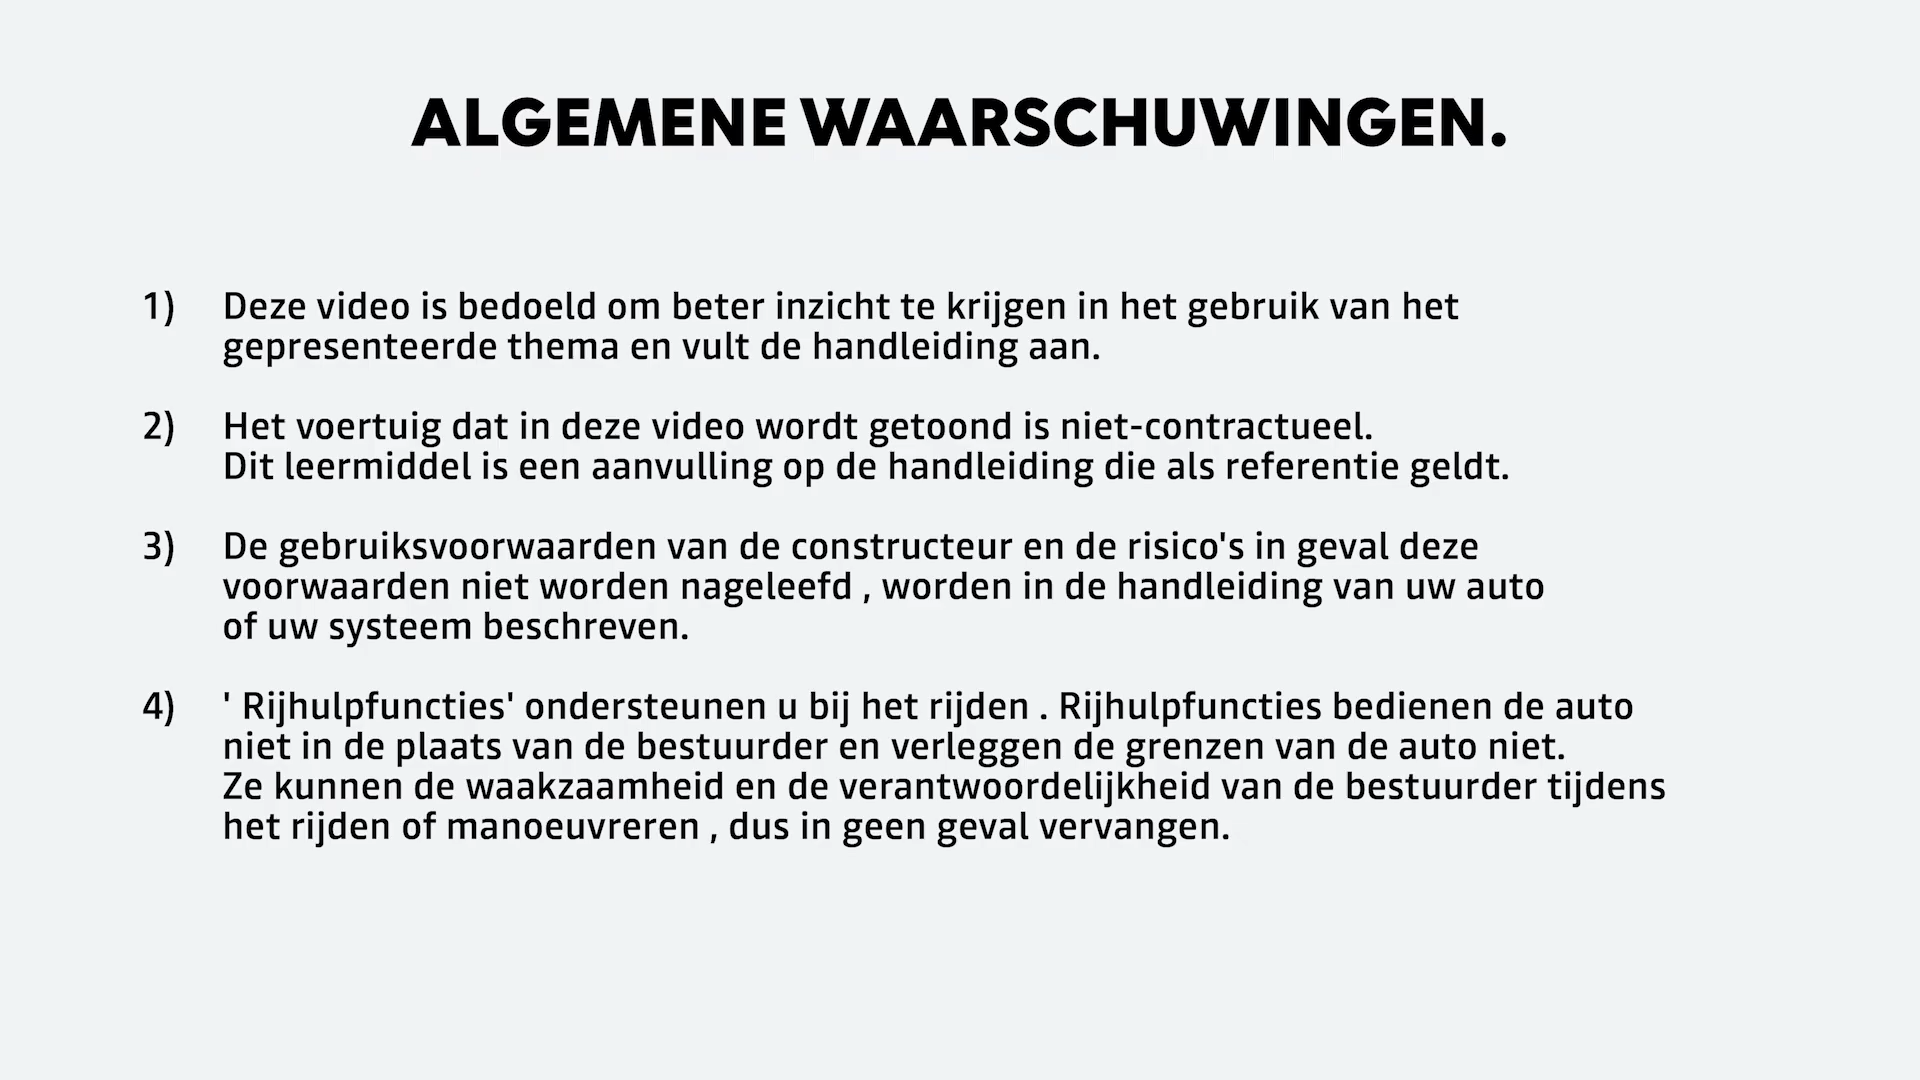 ALGEMENE WAARSCHUWINGEN.
1) Deze video is bedoeld om beter inzicht te krijgen in het gebruik van het
gepresenteerde thema en vult de handleiding aan.
2) Het voertuig dat in deze video wordt getoond is niet-contractueel.
Dit leermiddel is een aanvulling op de handleiding die als referentie geldt.
3) De gebruiksvoorwaarden van de constructeur en de risico's in geval deze
voorwaarden niet worden nageleefd , worden in de handleiding van uw auto
of uw systeem beschreven.
4) ' Rijhulpfuncties' ondersteunen u bij het rijden . Rijhulpfuncties bedienen de auto
niet in de plaats van de bestuurder en verleggen de grenzen van de auto niet.
Ze kunnen de waakzaamheid en de verantwoordelijkheid van de bestuurder tijdens
het rijden of manoeuvreren , dus in geen geval vervangen.